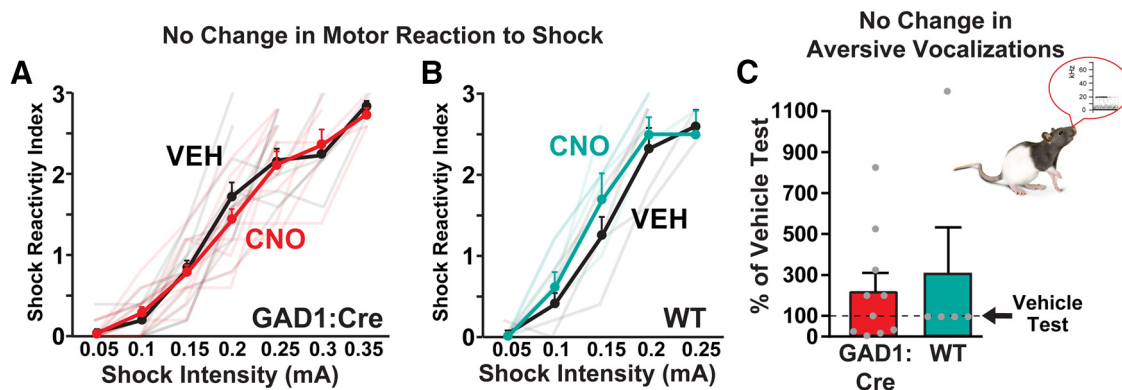 No Change in Motor Reaction to Shock
No Change in
Aversive Vocalizations
A
Shock Reactivtiy Index
3
2
1
0
VEH
CNO
GAD1:Cre
0.05 0.1 0.15 0.2 0.25 0.3 0.35
Shock Intensity (mA)
B
Shock Reactivity Index
3
2
1
0
CNO
VEH
WT
0.05 0.1 0.15 0.2 0.25
Shock Intensity (mA)
C
% of Vehicle Test
1100
900
700
500
300
100
0
kHz
60
40
20
0
Vehicle
Test
GAD1:
Cre
WT